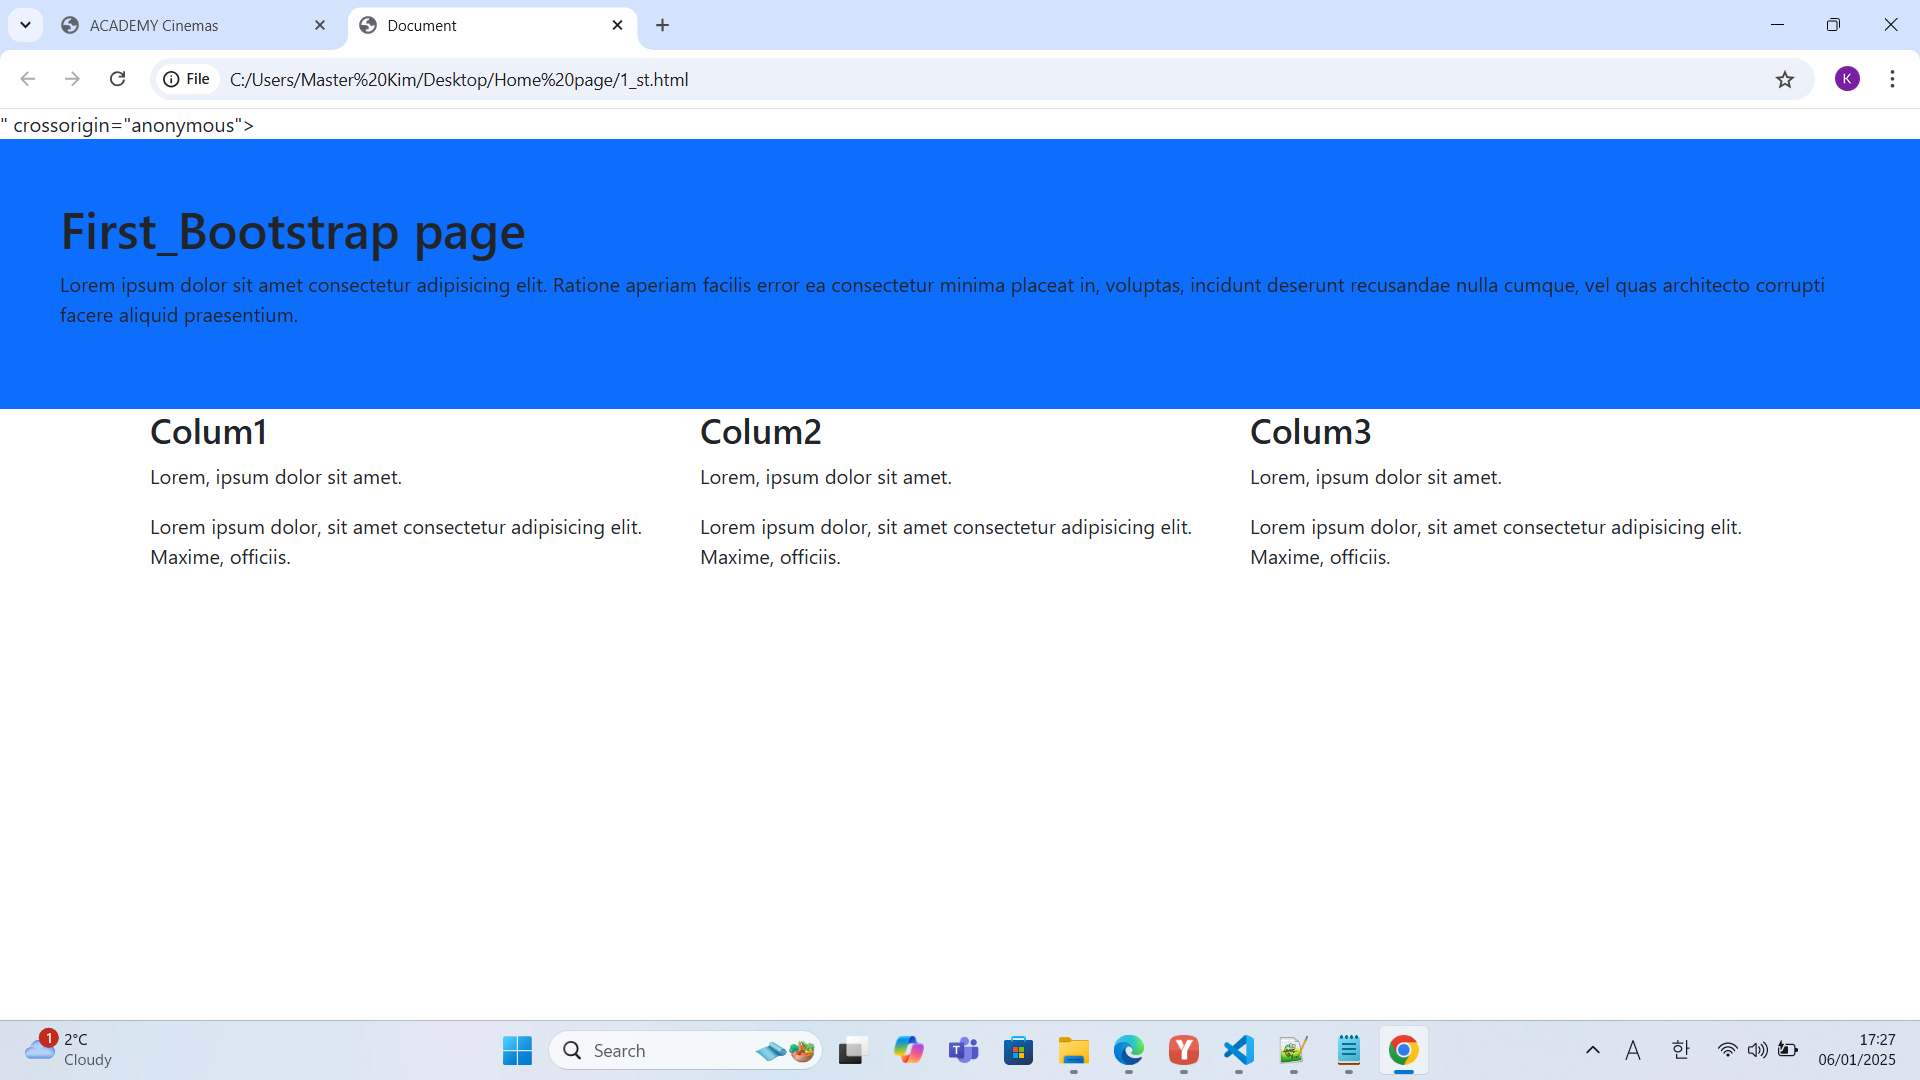 ACADEMY Cinemas
Document
File
C:/Users/Master%20Kim/Desktop/Home%20page/1_st.html
K
" crossorigin="anonymous">
First_Bootstrap page
Lorem ipsum dolor sit amet consectetur adipisicing elit. Ratione aperiam facilis error ea consectetur minima placeat in, voluptas, incidunt deserunt recusandae nulla cumque, vel quas architecto corrupti
facere aliquid praesentium.
Colum1
Lorem, ipsum dolor sit amet.
Lorem ipsum dolor, sit amet consectetur adipisicing elit.
Maxime, officiis.
Colum2
Lorem, ipsum dolor sit amet.
Lorem ipsum dolor, sit amet consectetur adipisicing elit.
Maxime, officiis.
Colum3
Lorem, ipsum dolor sit amet.
Lorem ipsum dolor, sit amet consectetur adipisicing elit.
Maxime, officiis.
1
2°C
Cloudy
Search
T
Y
A
한
17:27
06/01/2025